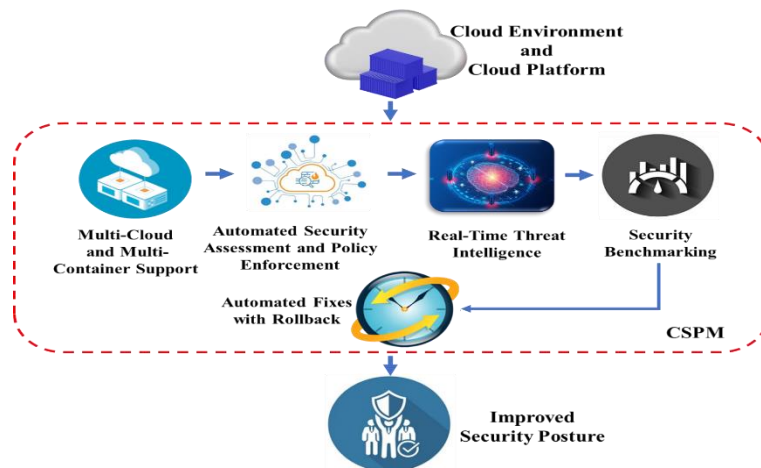 Cloud Environment
and
Cloud Platform
Multi-Cloud
and Multi-
Container Support
Automated Security
Assessment and Policy
Enforcement
Real-Time Threat
Intelligence
Security
Benchmarking
Automated Fixes
with Rollback
CSPM
Improved
Security Posture